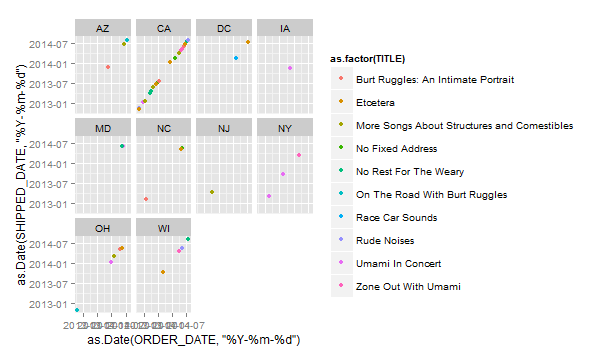 AZ CA DC IA
2014-07
2014-01
2013-07
2013-01
MD NC NJ NY
2014-07
2014-01
2013-07
2013-01
OH WI
2014-07
2014-01
2013-07
2013-01
as.Date(SHIPPED_DATE, "%Y-%m-%d")
as.Date(ORDER_DATE, "%Y-%m-%d")
as.factor(TITLE)
Burt Ruggles: An Intimate Portrait
Etcetera
More Songs About Structures and Comestibles
No Fixed Address
No Rest For The Weary
On The Road With Burt Ruggles
Race Car Sounds
Rude Noises
Umami In Concert
Zone Out With Umami